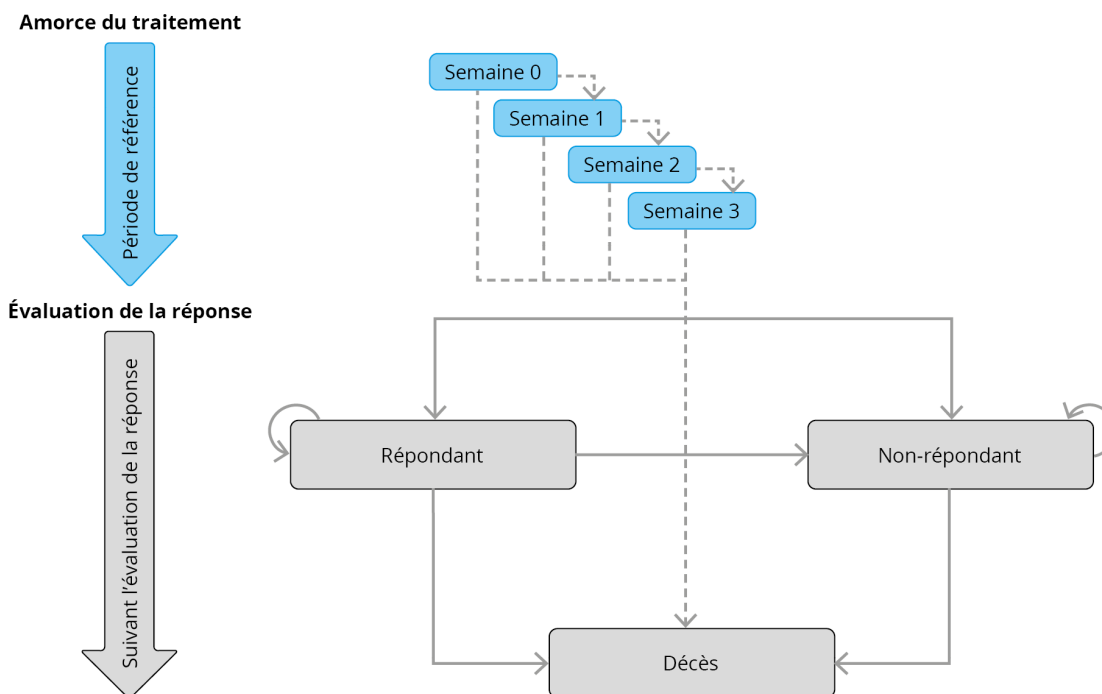 Amorce du traitement
Période de référence
Semaine 0
Semaine 1
Semaine 2
Semaine 3
Évaluation de la réponse
Suivant l'évaluation de la réponse
Répondant
Non-répondant
Décès